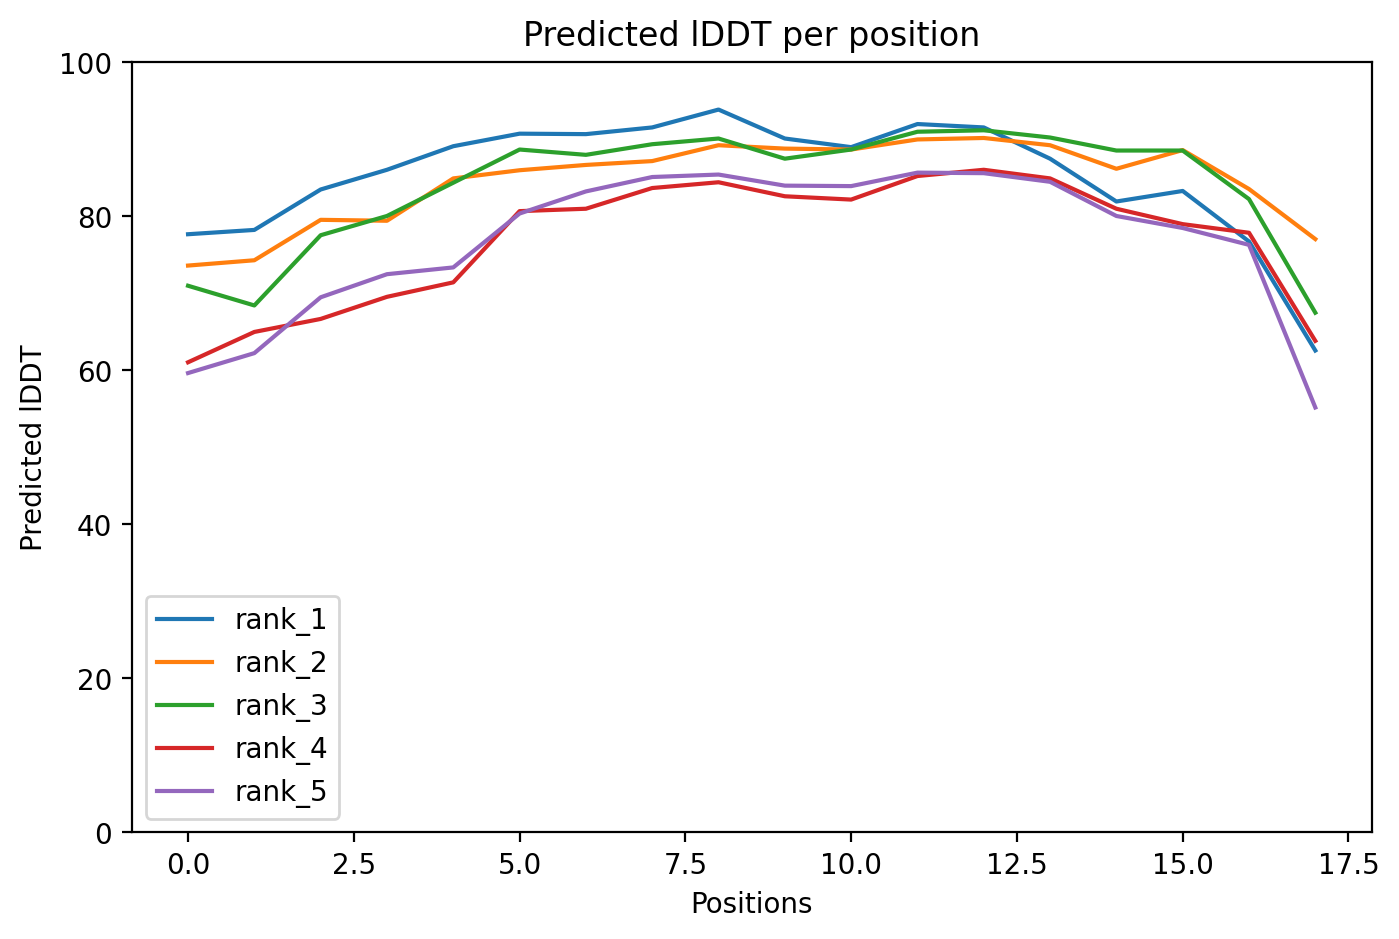 Predicted lDDT per position
100
80
60
40
20
0
Predicted lDDT
rank_1
rank_2
rank_3
rank_4
rank_5
0.0 2.5 5.0 7.5 10.0 12.5 15.0 17.5
Positions